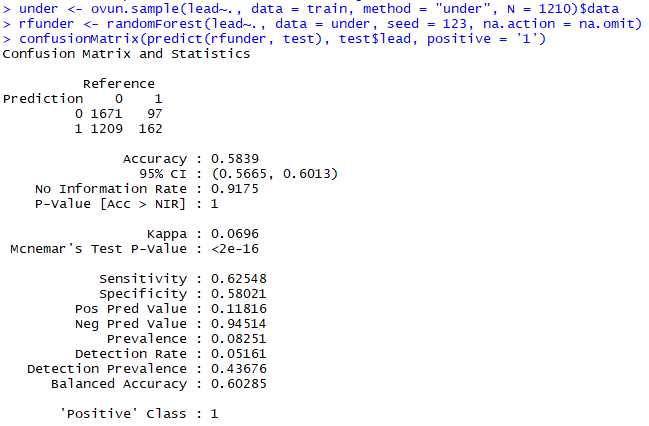 > under <- ovun.sample(lead~., data = train, method = "under", N = 1210)$data
> rfunder <- randomForest(lead~., data = under, seed = 123, na.action = na.omit)
> confusionMatrix(predict(rfunder, test), test$lead, positive = '1')
Confusion Matrix and Statistics
Reference
Prediction 0 1
0 1671 97
1 1209 162
Accuracy : 0.5839
95% CI : (0.5665, 0.6013)
No Information Rate : 0.9175
P-Value [Acc > NIR] : 1
Kappa : 0.0696
Mcnemar's Test P-Value : <2e-16
Sensitivity : 0.62548
Specificity : 0.58021
Pos Pred Value : 0.11816
Neg Pred Value : 0.94514
Prevalence : 0.08251
Detection Rate : 0.05161
Detection Prevalence : 0.43676
Balanced Accuracy : 0.60285
'Positive' Class : 1